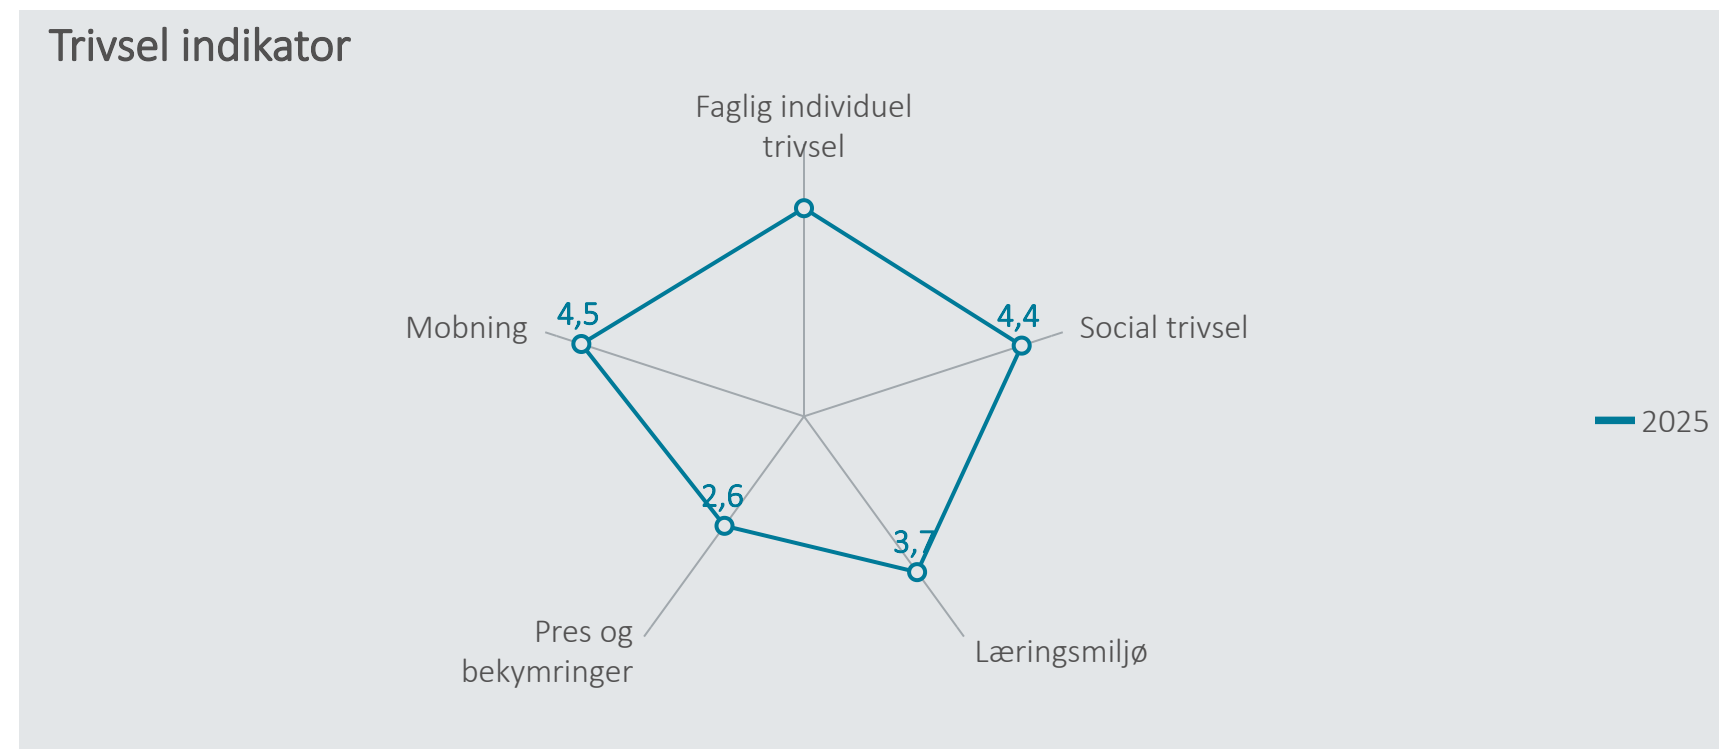 Trivsel indikator
Faglig individuel
trivsel
4,5
4,4
Mobning
Social trivsel
2025
2,6
3,7
Pres og
bekymringer
Læringsmiljø